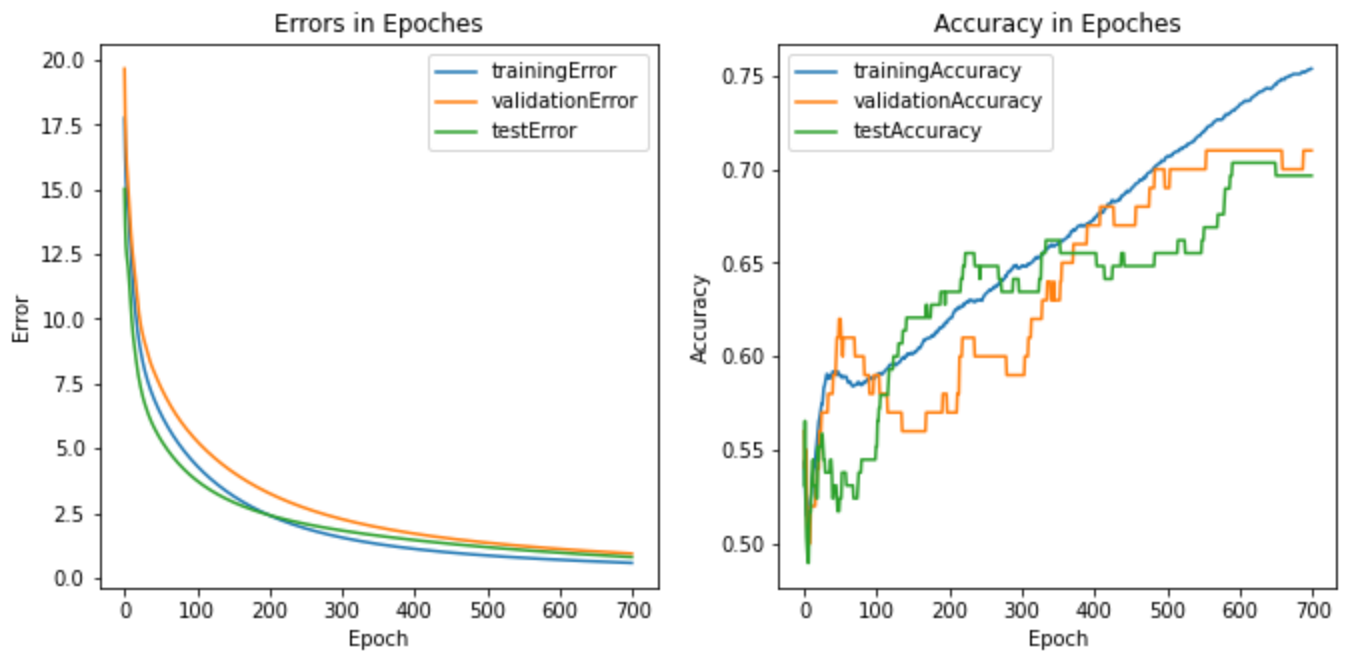 Errors in Epoches
20.0
17.5
15.0
12.5
10.0
7.5
5.0
2.5
0.0
Error
0 100 200 300 400 500 600 700
Epoch
trainingError
validationError
testError
Accuracy in Epoches
0.75
0.70
0.65
0.60
0.55
0.50
Accuracy
0 100 200 300 400 500 600 700
Epoch
trainingAccuracy
validationAccuracy
testAccuracy